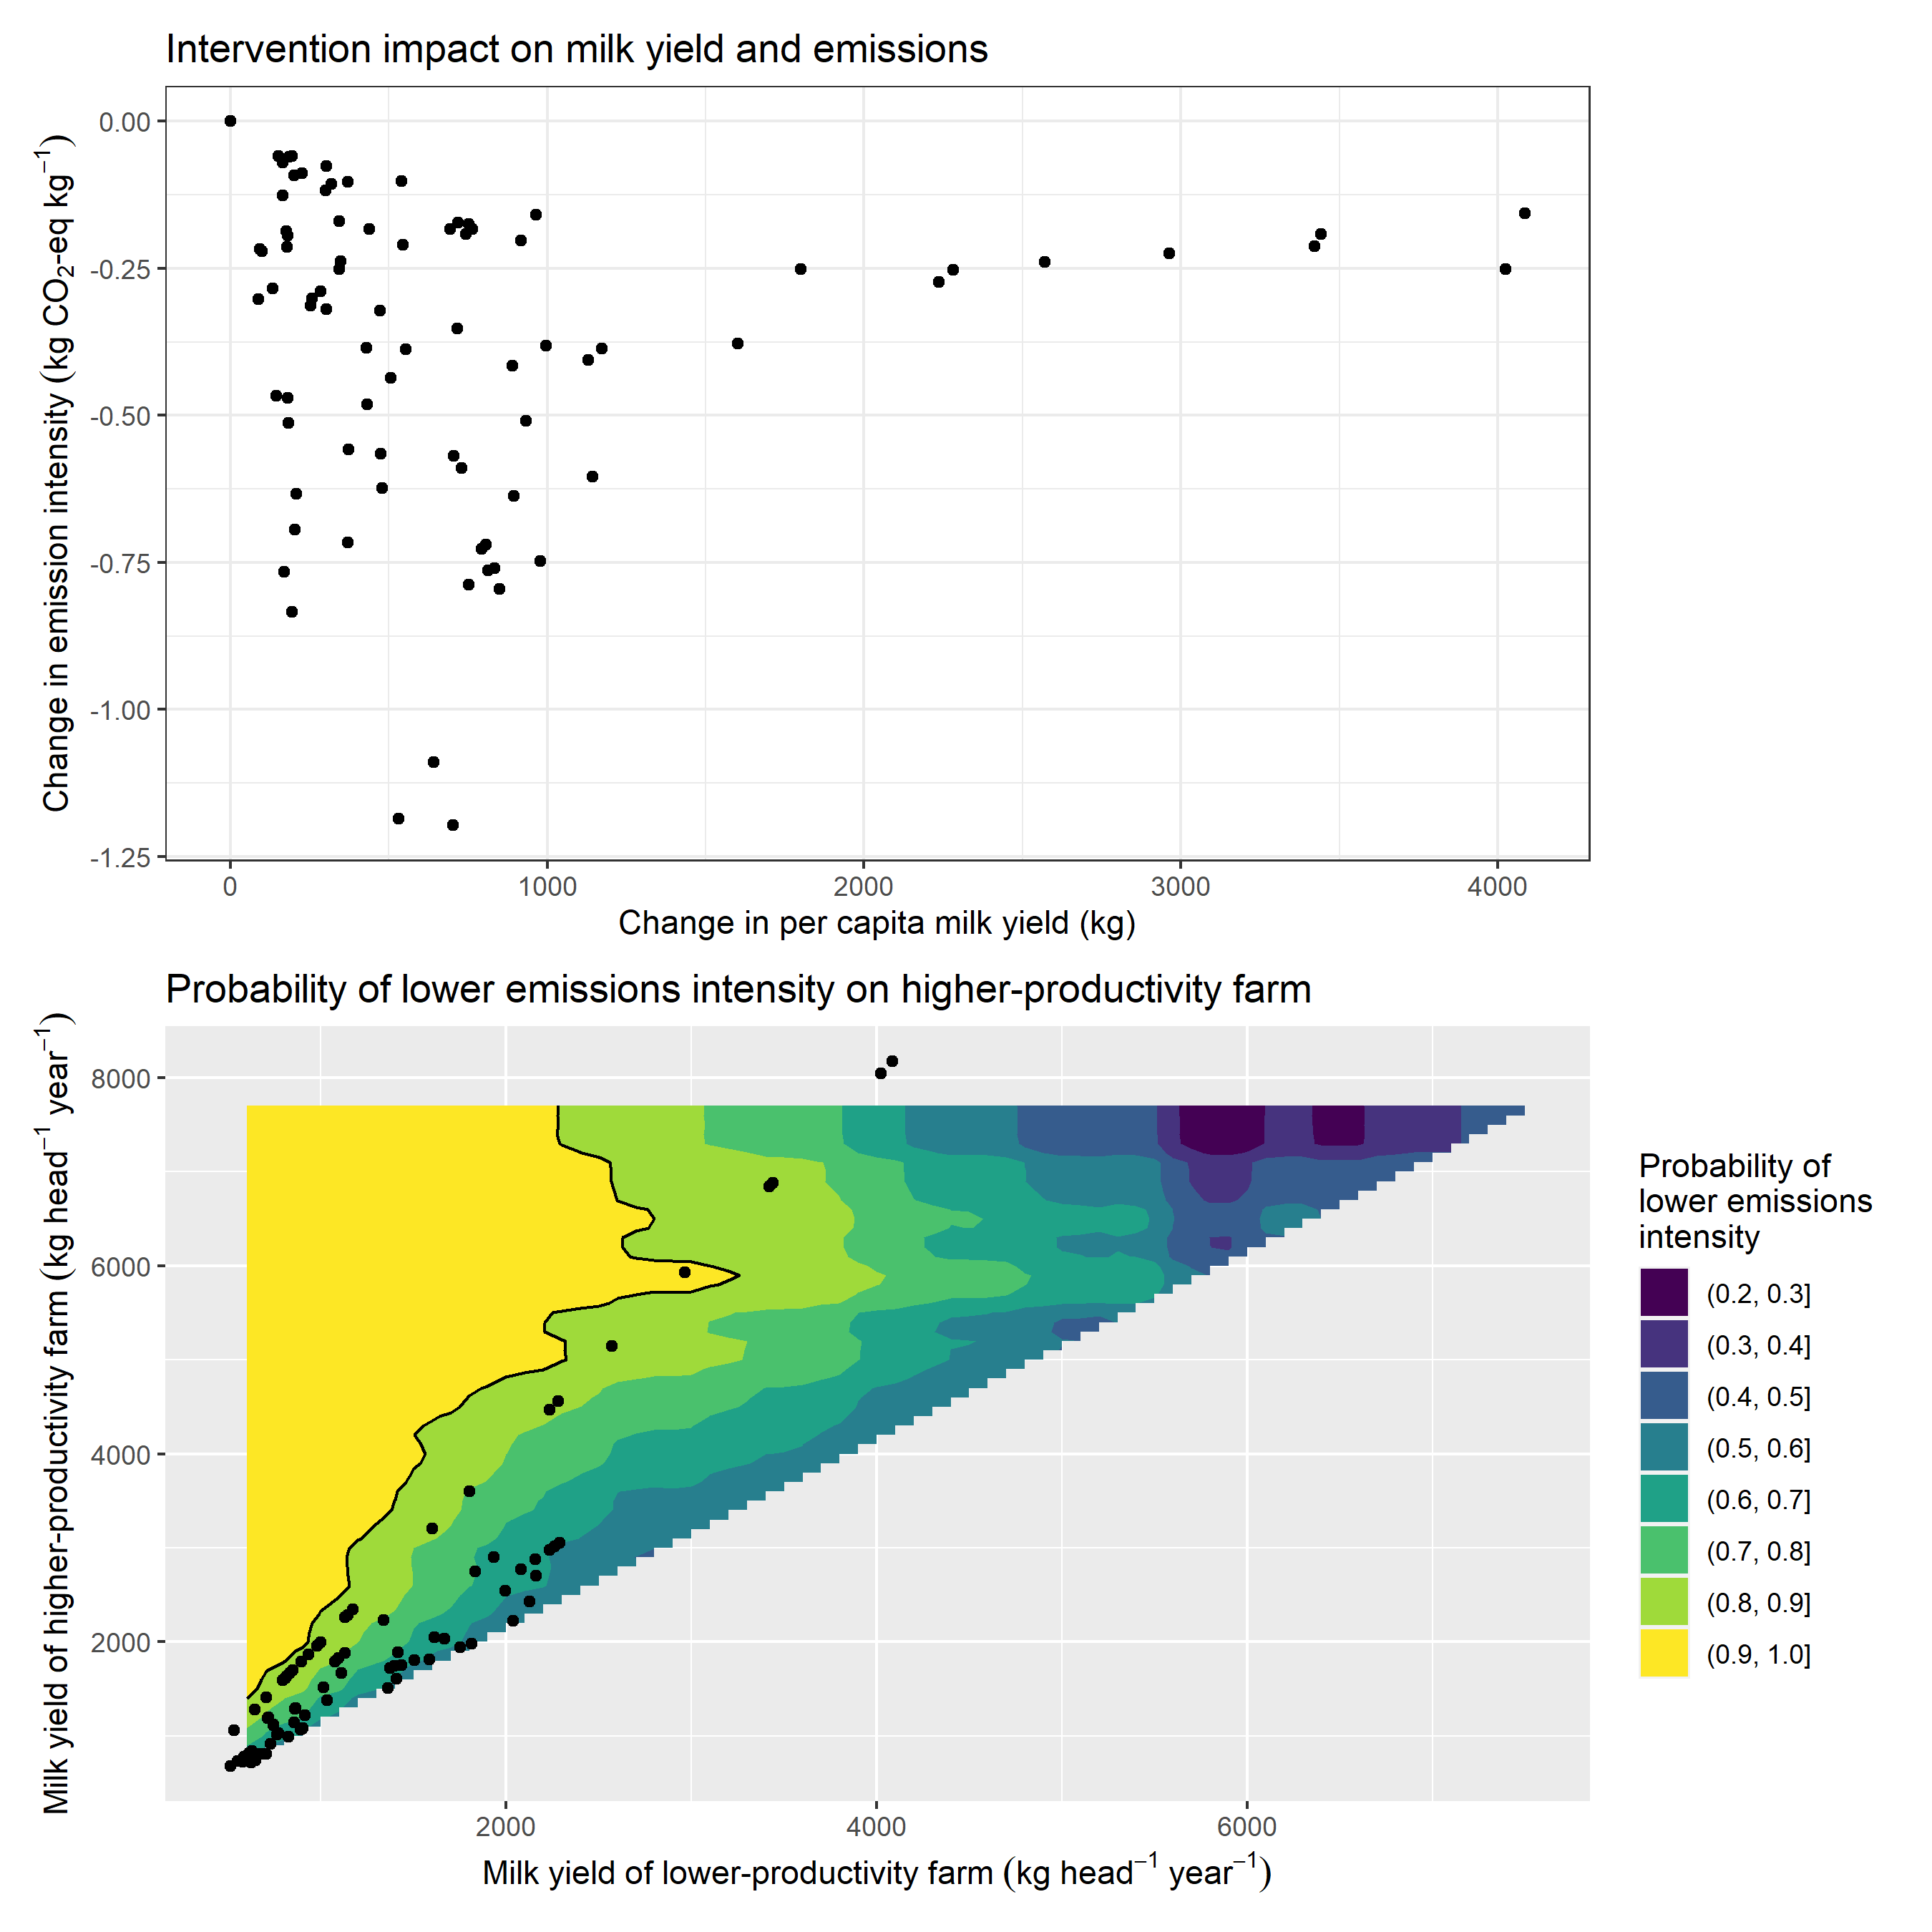 Intervention impact on milk yield and emissions
Change in emission intensity (kg CO₂-eq kg⁻¹)
0.00
-0.25
-0.50
-0.75
-1.00
-1.25
0 1000 2000 3000 4000
Change in per capita milk yield (kg)
Probability of lower emissions intensity on higher-productivity farm
Milk yield of higher-productivity farm (kg head⁻¹ year⁻¹)
8000
6000
4000
2000
2000 4000 6000
Milk yield of lower-productivity farm (kg head⁻¹ year⁻¹)
Probability of
lower emissions
intensity
(0.2, 0.3]
(0.3, 0.4]
(0.4, 0.5]
(0.5, 0.6]
(0.6, 0.7]
(0.7, 0.8]
(0.8, 0.9]
(0.9, 1.0]